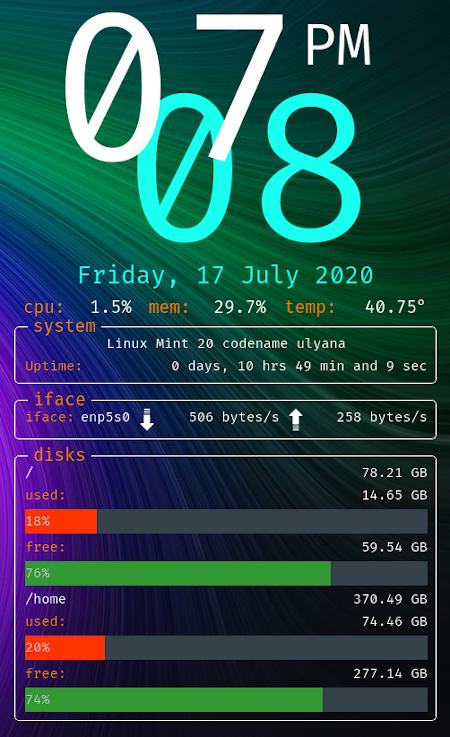 07 PM
08
Friday, 17 July 2020
cpu: 1.5% mem: 29.7% temp: 40.75°
system
Linux Mint 20 codename ulyana
Uptime: 0 days, 10 hrs 49 min and 9 sec
iface
iface: enp5s0 506 bytes/s 258 bytes/s
disks
/ 78.21 GB
used: 14.65 GB
18%
free: 59.54 GB
76%
/home 370.49 GB
used: 74.46 GB
20%
free: 277.14 GB
74%